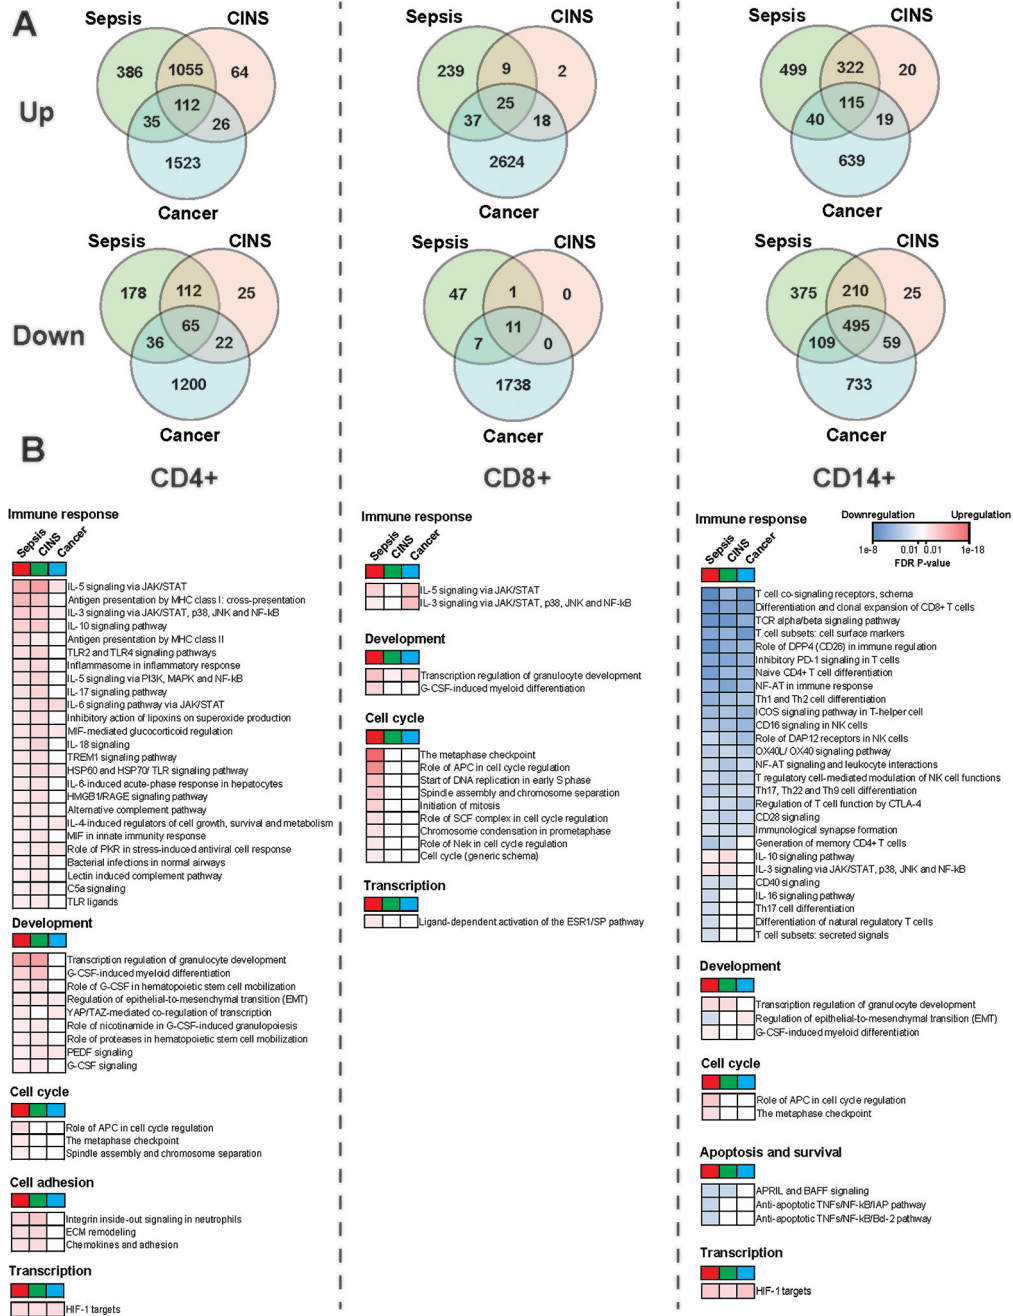 A
Up
Sepsis CINS
386 1055 64
112
35 26
1523
Cancer
Sepsis CINS
239 9 2
25
37 18
2624
Cancer
Sepsis CINS
499 322 20
115
40 19
639
Cancer
Down
Sepsis CINS
178 112 25
65
36 22
1200
Cancer
Sepsis CINS
47 1 0
11
7 0
1738
Cancer
Sepsis CINS
375 210 25
495
109 59
733
Cancer
B
CD4+
Immune response
Sepsis CINS Cancer
IL-5 signaling via JAK/STAT
Antigen presentation by MHC class I: cross-presentation
IL-3 signaling via JAK/STAT, p38, JNK and NF-kB
IL-10 signaling pathway
Antigen presentation by MHC class II
TLR2 and TLR4 signaling pathways
Inflammasome in inflammatory response
IL-5 signaling via PI3K, MAPK and NF-kB
IL-17 signaling pathway
IL-6 signaling pathway via JAK/STAT
Inhibitory action of lipoxins on superoxide production
MIF-mediated glucocorticoid regulation
IL-18 signaling
TREM1 signaling pathway
HSP60 and HSP70/ TLR signaling pathway
IL-6-induced acute-phase response in hepatocytes
HMGB1/RAGE signaling pathway
Alternative complement pathway
IL-4-induced regulators of cell growth, survival and metabolism
MIF in innate immunity response
Role of PKR in stress-induced antiviral cell response
Bacterial infections in normal airways
Lectin induced complement pathway
C5a signaling
TLR ligands
Development
Transcription regulation of granulocyte development
G-CSF-induced myeloid differentiation
Role of G-CSF in hematopoietic stem cell mobilization
Regulation of epithelial-to-mesenchymal transition (EMT)
YAP/TAZ-mediated co-regulation of transcription
Role of nicotinamide in G-CSF-induced granulopoiesis
Role of proteases in hematopoietic stem cell mobilization
PEDF signaling
G-CSF signaling
Cell cycle
Role of APC in cell cycle regulation
The metaphase checkpoint
Spindle assembly and chromosome separation
Cell adhesion
Integrin inside-out signaling in neutrophils
ECM remodeling
Chemokines and adhesion
Transcription
HIF-1 targets
CD8+
Immune response
Sepsis CINS Cancer
IL-5 signaling via JAK/STAT
IL-3 signaling via JAK/STAT, p38, JNK and NF-kB
Development
Transcription regulation of granulocyte development
G-CSF-induced myeloid differentiation
Cell cycle
The metaphase checkpoint
Role of APC in cell cycle regulation
Start of DNA replication in early S phase
Spindle assembly and chromosome separation
Initiation of mitosis
Role of SCF complex in cell cycle regulation
Chromosome condensation in prometaphase
Role of Nek in cell cycle regulation
Cell cycle (generic schema)
Transcription
Ligand-dependent activation of the ESR1/SP pathway
CD14+
Downregulation Upregulation
1e-8 0.01 0.01 1e-18
FDR P-value
Immune response
Sepsis CINS Cancer
T cell co-signaling receptors, schema
Differentiation and clonal expansion of CD8+ T cells
TCR alpha/beta signaling pathway
T cell subsets: cell surface markers
Role of DPP4 (CD26) in immune regulation
Inhibitory PD-1 signaling in T cells
Naive CD4+ T cell differentiation
NF-AT in immune response
Th1 and Th2 cell differentiation
ICOS signaling pathway in T-helper cell
CD16 signaling in NK cells
Role of DAP12 receptors in NK cells
OX40L/ OX40 signaling pathway
NF-AT signaling and leukocyte interactions
T regulatory cell-mediated modulation of NK cell functions
Th17, Th22 and Th9 cell differentiation
Regulation of T cell function by CTLA-4
CD28 signaling
Immunological synapse formation
Generation of memory CD4+ T cells
IL-10 signaling pathway
IL-3 signaling via JAK/STAT, p38, JNK and NF-kB
CD40 signaling
IL-16 signaling pathway
Th17 cell differentiation
Differentiation of natural regulatory T cells
T cell subsets: secreted signals
Development
Transcription regulation of granulocyte development
Regulation of epithelial-to-mesenchymal transition (EMT)
G-CSF-induced myeloid differentiation
Cell cycle
Role of APC in cell cycle regulation
The metaphase checkpoint
Apoptosis and survival
APRIL and BAFF signaling
Anti-apoptotic TNFs/NF-kB/IAP pathway
Anti-apoptotic TNFs/NF-kB/Bcl-2 pathway
Transcription
HIF-1 targets